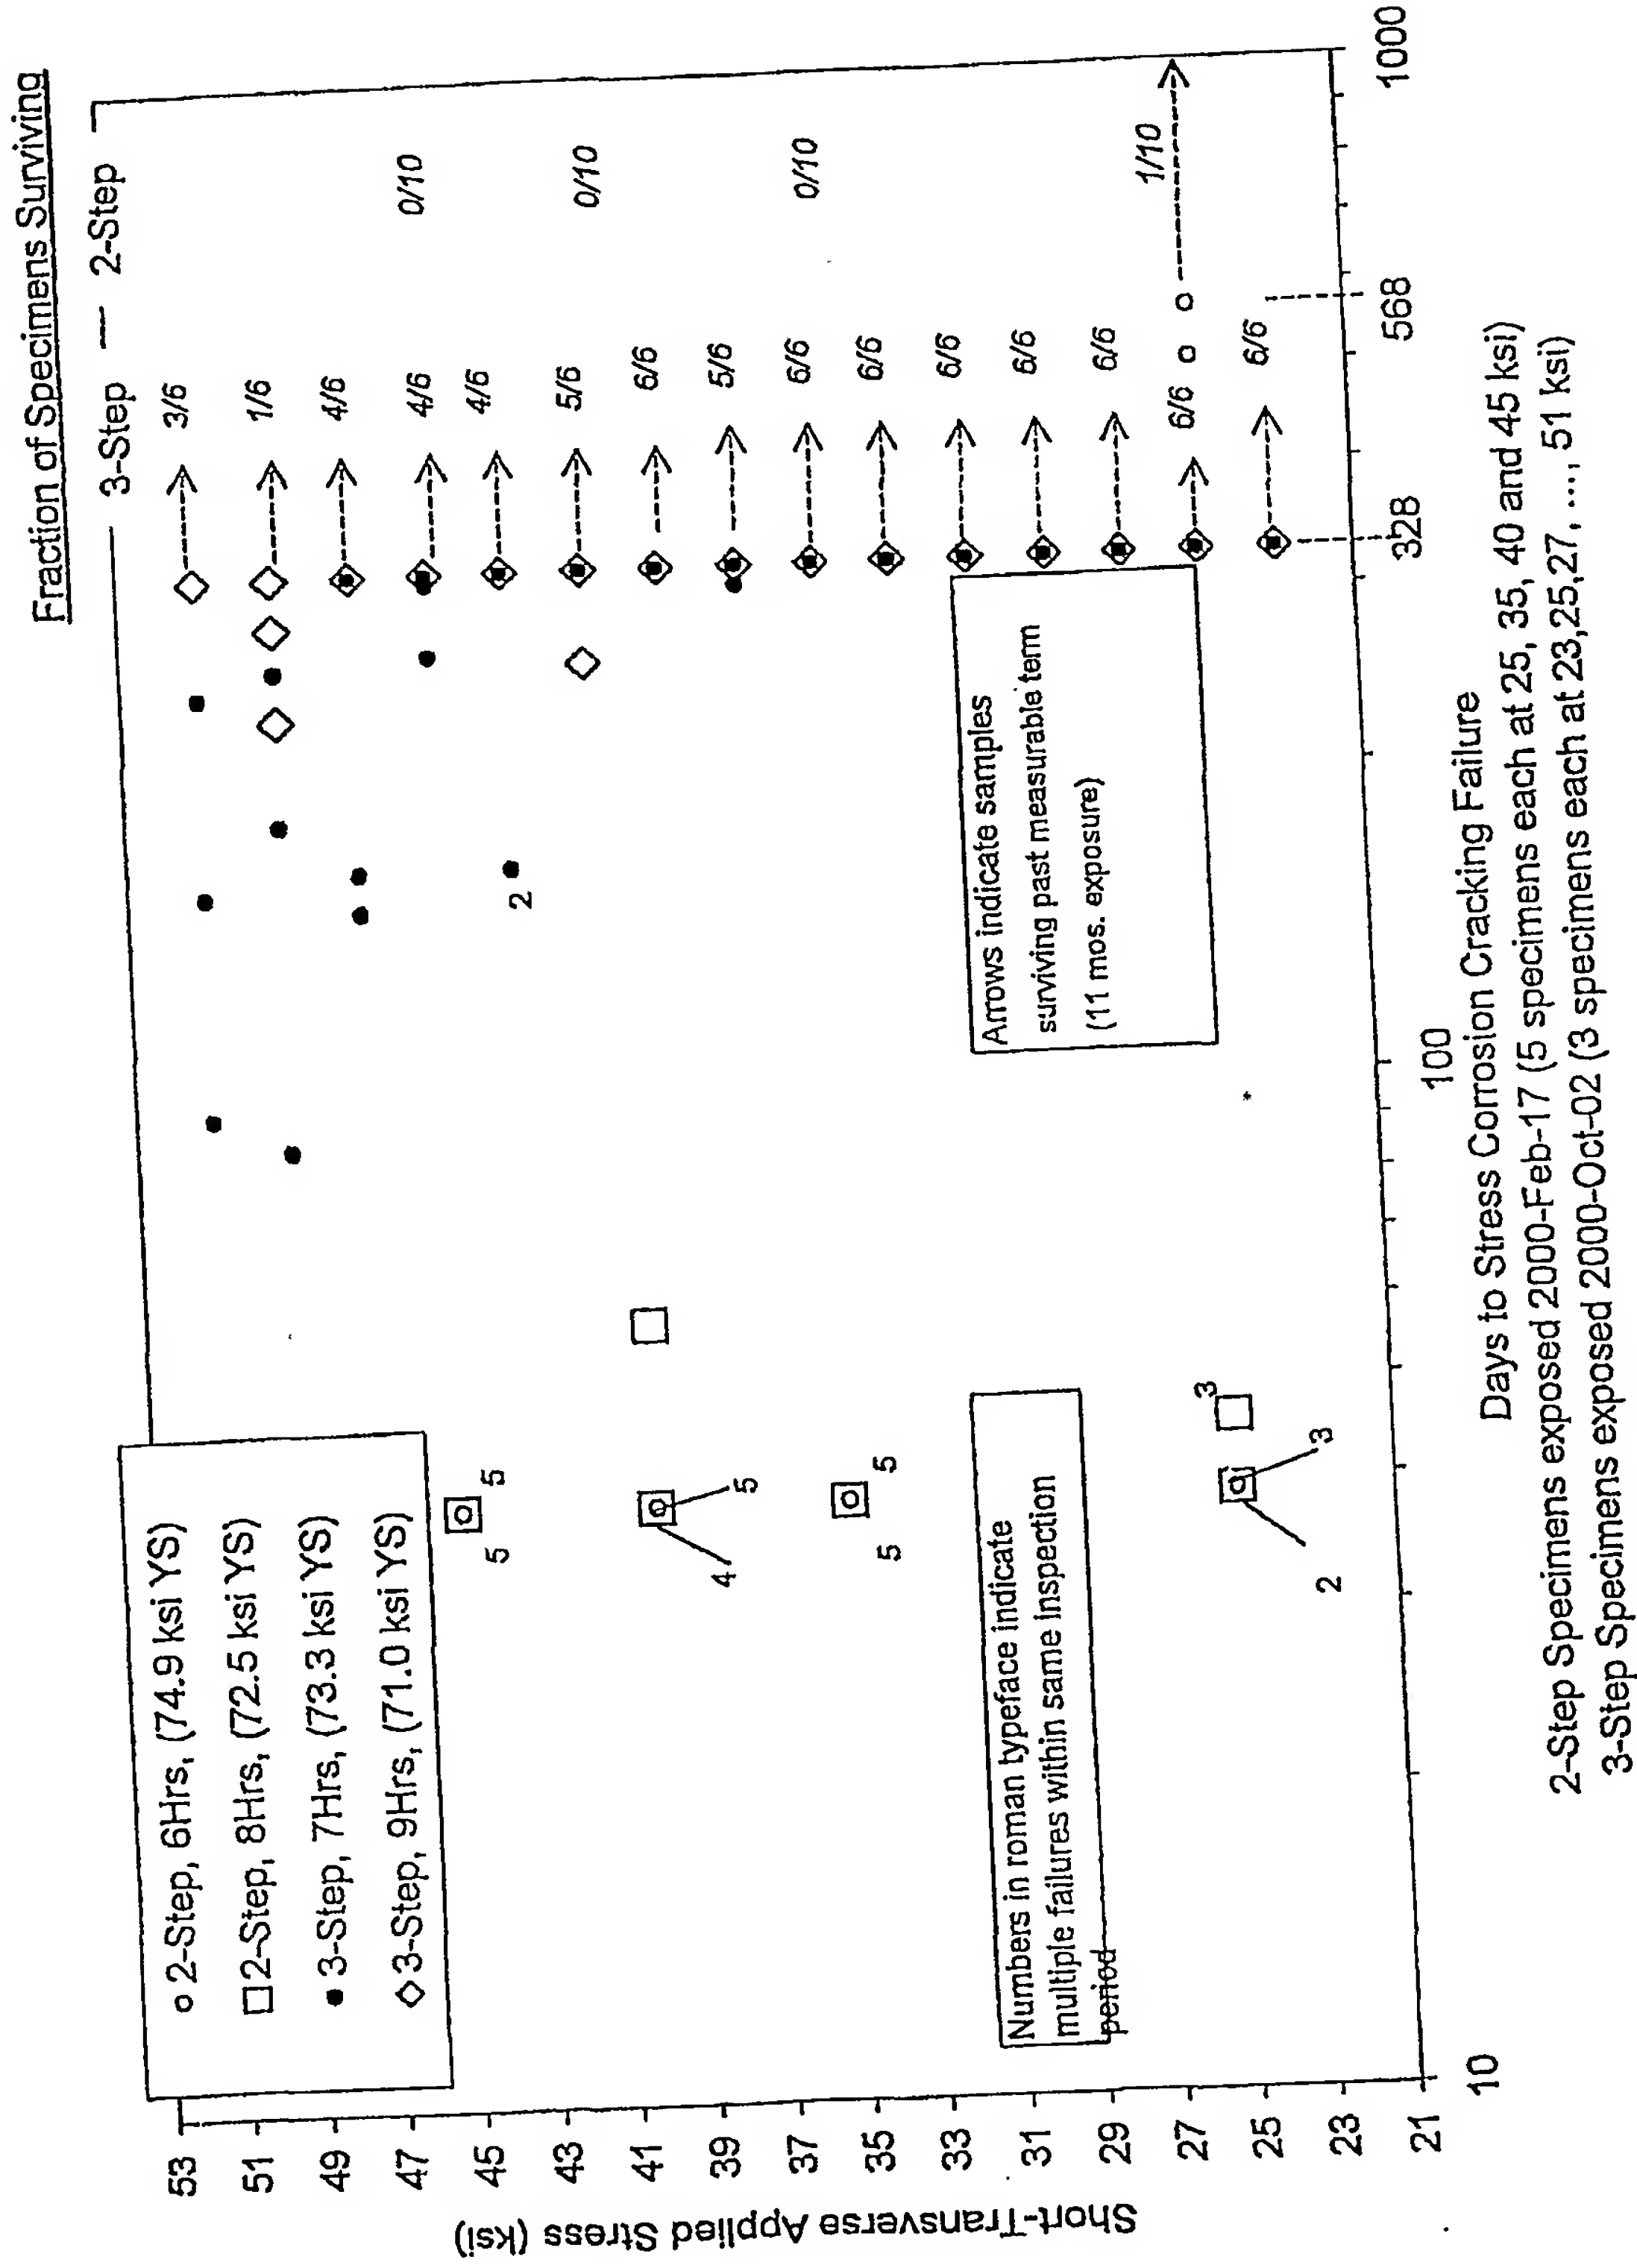 Fraction of Specimens Surviving
3-Step — 2-Step
3/6
1/6
4/6
4/6 0/10
4/6
5/6 0/10
6/6
5/6
6/6 0/10
6/6
6/6
6/6
6/6
6/6 1/10
6/6
o 2-Step, 6Hrs, (74.9 ksi YS)
□ 2-Step, 8Hrs, (72.5 ksi YS)
● 3-Step, 7Hrs, (73.3 ksi YS)
◇ 3-Step, 9Hrs, (71.0 ksi YS)
2
5 5
4 5
5 5
3
2 3
Numbers in roman typeface indicate
multiple failures within same inspection
period
Arrows indicate samples
surviving past measurable term
(11 mos. exposure)
Short-Transverse Applied Stress (ksi)
53
51
49
47
45
43
41
39
37
35
33
31
29
27
25
23
21
10 100 328 568 1000
Days to Stress Corrosion Cracking Failure
2-Step Specimens exposed 2000-Feb-17 (5 specimens each at 25, 35, 40 and 45 ksi)
3-Step Specimens exposed 2000-Oct-02 (3 specimens each at 23,25,27, ..., 51 ksi)